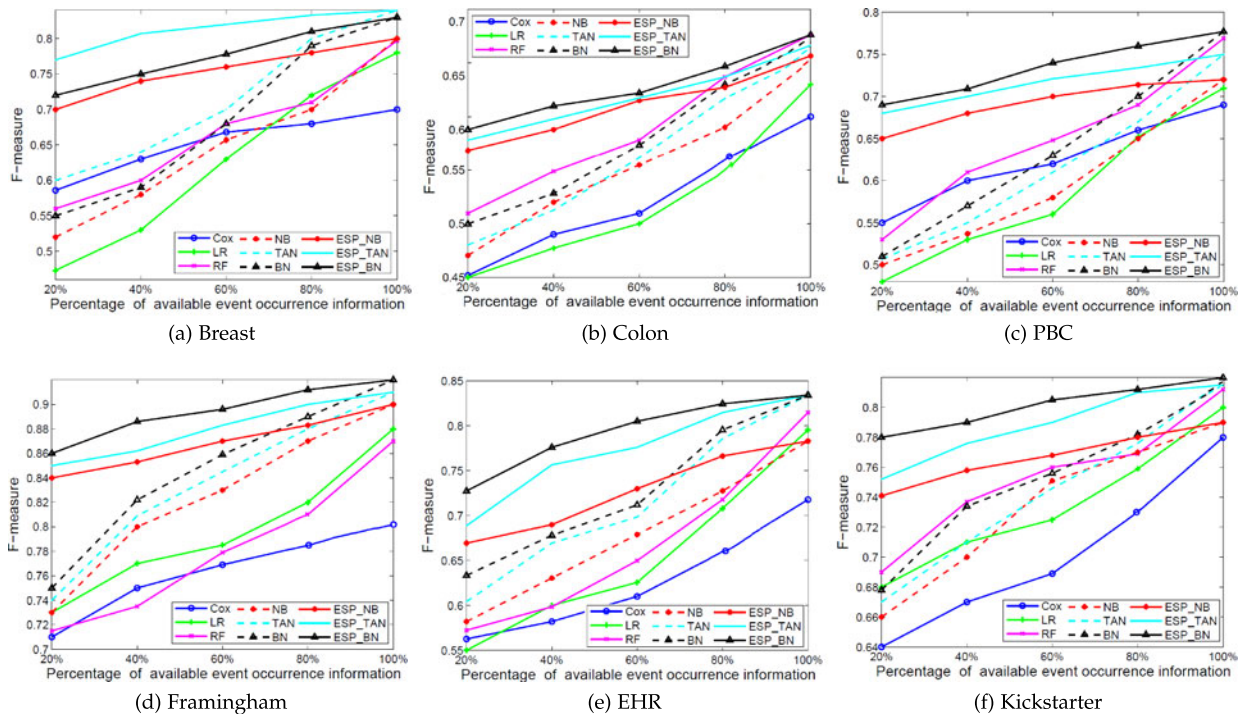 F-measure
0.8
0.75
0.7
0.65
0.6
0.55
0.5
Cox NB ESP_NB
LR TAN ESP_TAN
RF BN ESP_BN
20% 40% 60% 80% 100%
Percentage of available event occurrence information
(a) Breast
F-measure
0.7
0.65
0.6
0.55
0.5
0.45
Cox NB ESP_NB
LR TAN ESP_TAN
RF BN ESP_BN
20% 40% 60% 80% 100%
Percentage of available event occurrence information
(b) Colon
F-measure
0.8
0.75
0.7
0.65
0.6
0.55
0.5
Cox NB ESP_NB
LR TAN ESP_TAN
RF BN ESP_BN
20% 40% 60% 80% 100%
Percentage of available event occurrence information
(c) PBC
F-measure
0.9
0.88
0.86
0.84
0.82
0.8
0.78
0.76
0.74
0.72
0.7
Cox NB ESP_NB
LR TAN ESP_TAN
RF BN ESP_BN
20% 40% 60% 80% 100%
Percentage of available event occurrence information
(d) Framingham
F-measure
0.85
0.8
0.75
0.7
0.65
0.6
0.55
Cox NB ESP_NB
LR TAN ESP_TAN
RF BN ESP_BN
20% 40% 60% 80% 100%
Percentage of available event occurrence information
(e) EHR
F-measure
0.8
0.78
0.76
0.74
0.72
0.7
0.68
0.66
0.64
Cox NB ESP_NB
LR TAN ESP_TAN
RF BN ESP_BN
20% 40% 60% 80% 100%
Percentage of available event occurrence information
(f) Kickstarter